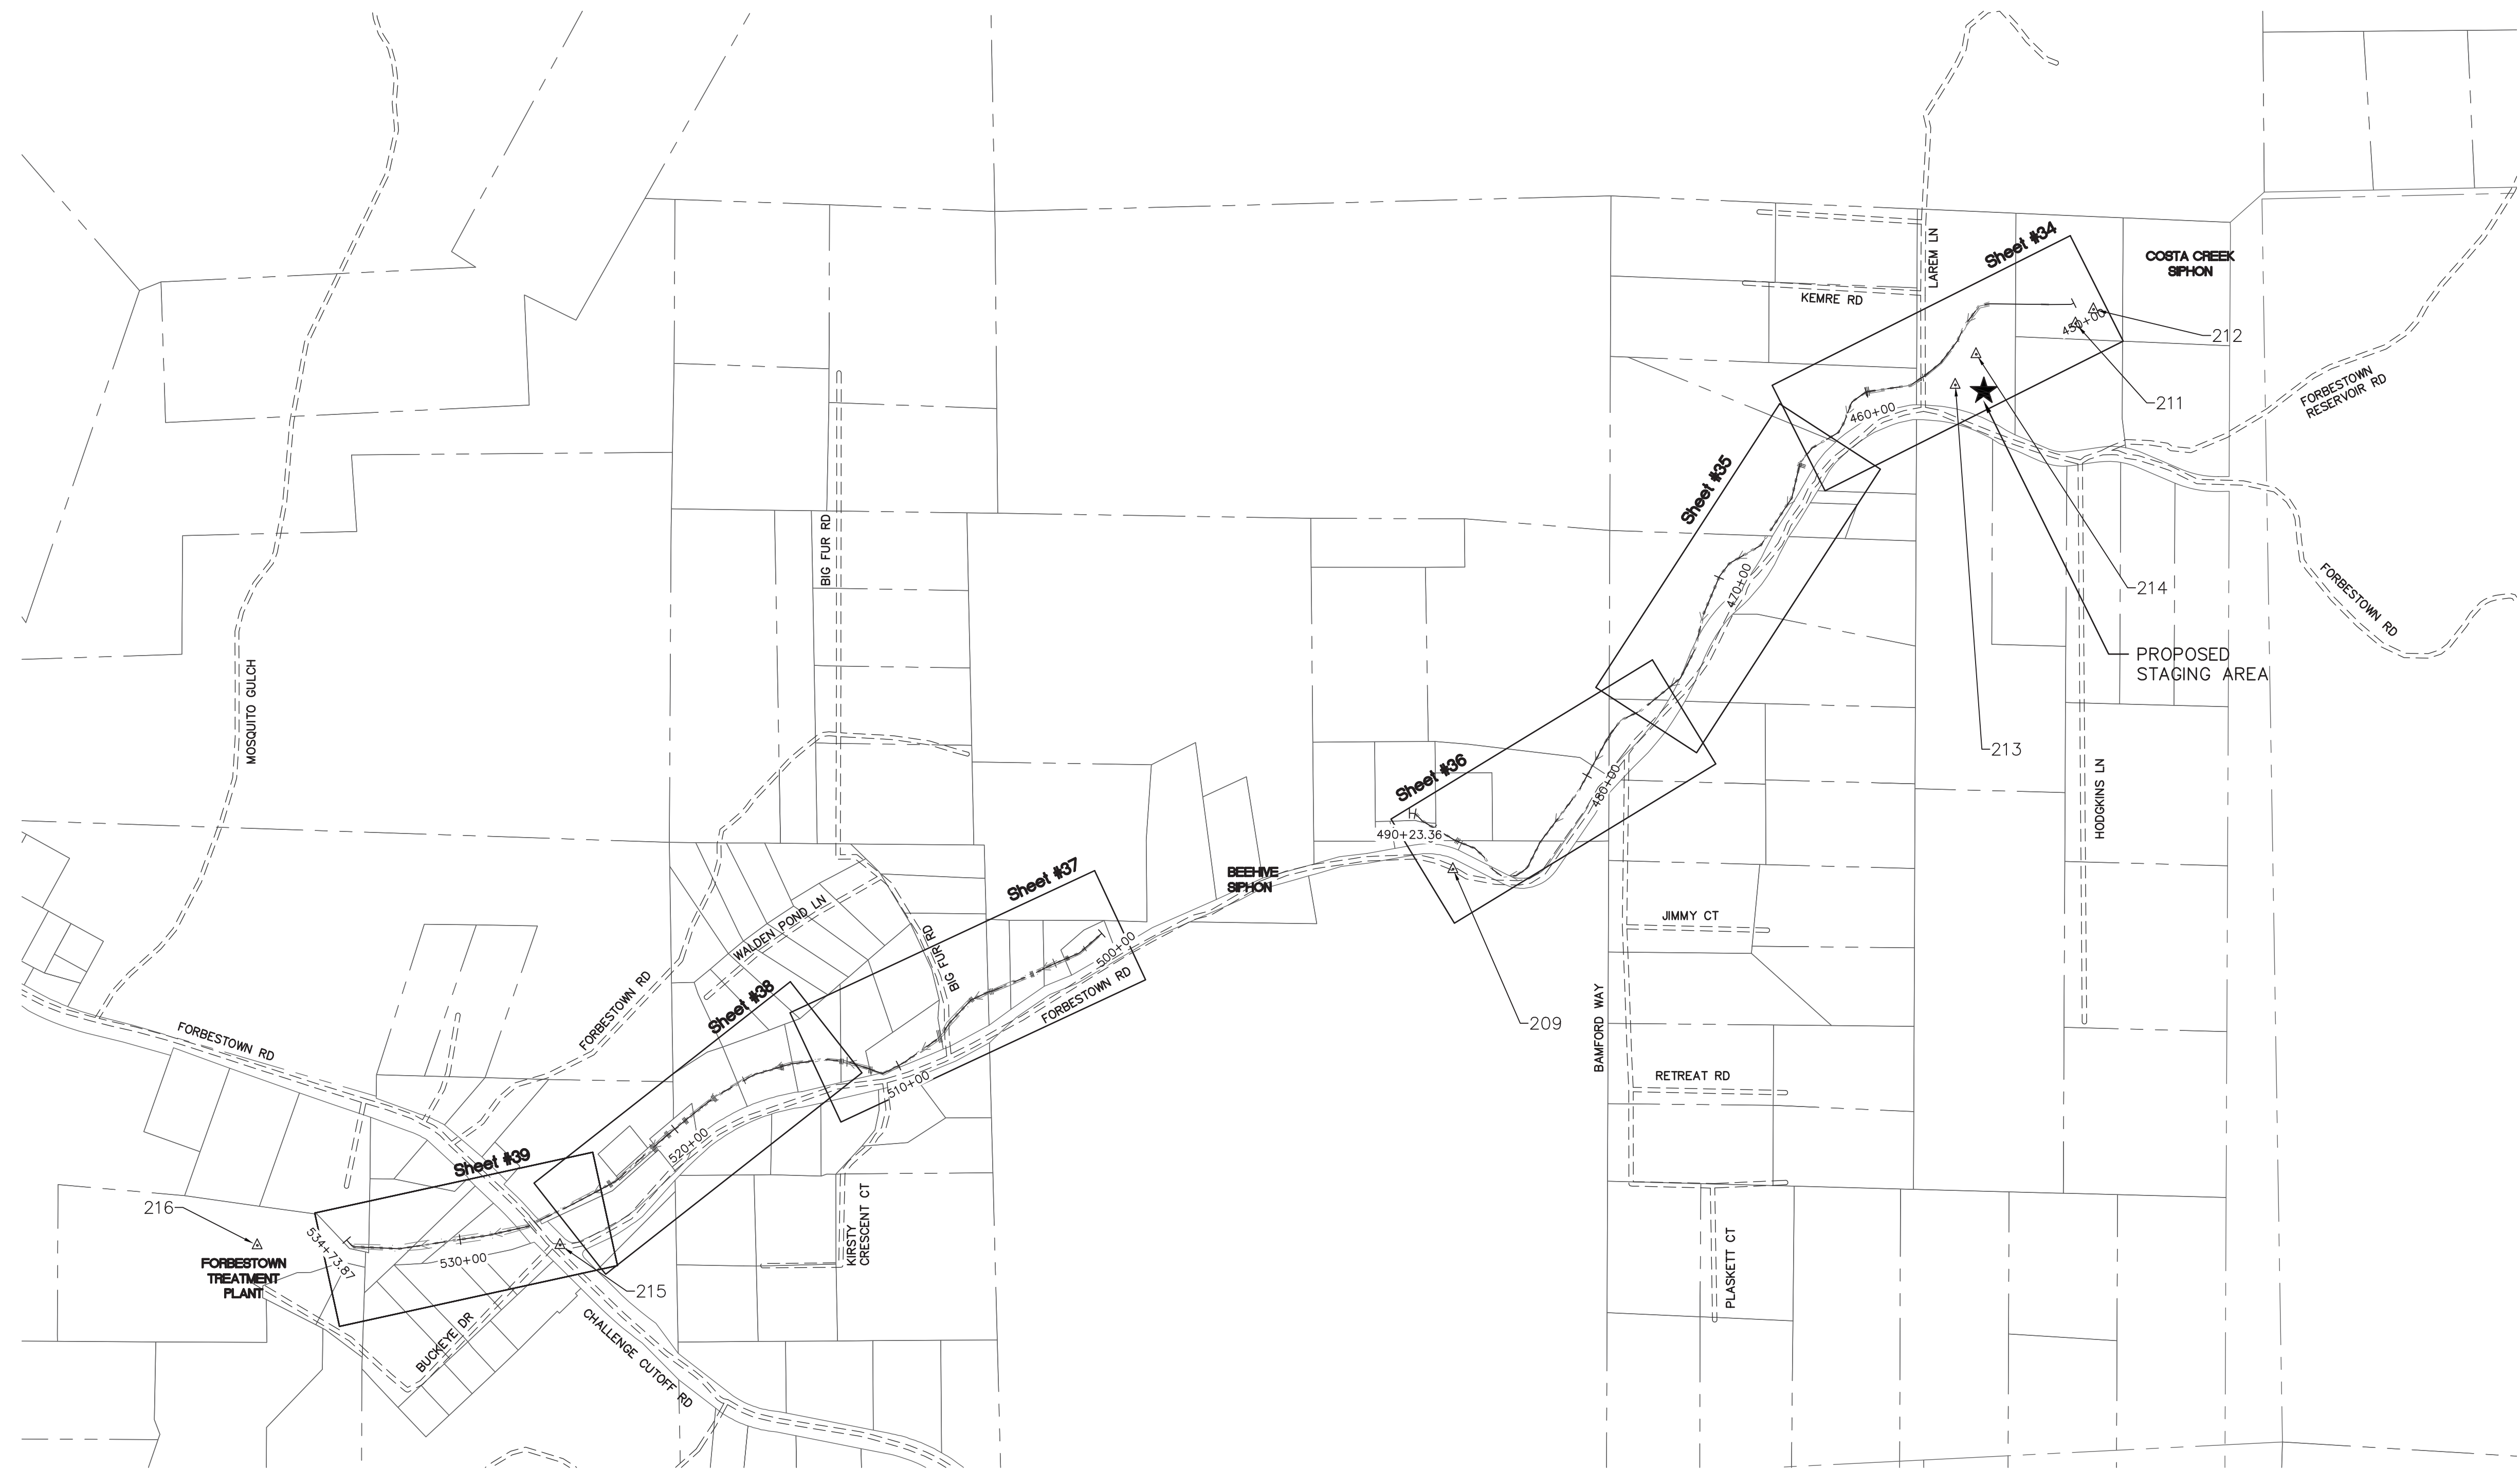 Sheet #34
COSTA CREEK
SIPHON
LAREM LN
KEMRE RD
450+00
212
211
FORBESTOWN
RESERVOIR RD
460+00
Sheet #35
BIG FUR RD
470+00
214
FORBESTOWN RD
PROPOSED
STAGING AREA
213
MOSQUITO GULCH
Sheet #36
480+00
HODGKINS LN
490+23.36
BEEHIVE
SIPHON
Sheet #37
JIMMY CT
WALDEN POND LN
BIG FUR RD
500+00
FORBESTOWN RD
209
BAMFORD WAY
Sheet #38
FORBESTOWN RD
FORBESTOWN RD
RETREAT RD
510+00
520+00
Sheet #39
216
534+73.87
530+00
FORBESTOWN
TREATMENT
PLANT
KIRSTY
CRESCENT CT
215
PLASKETT CT
BUCKEYE DR
CHALLENGE CUTOFF RD